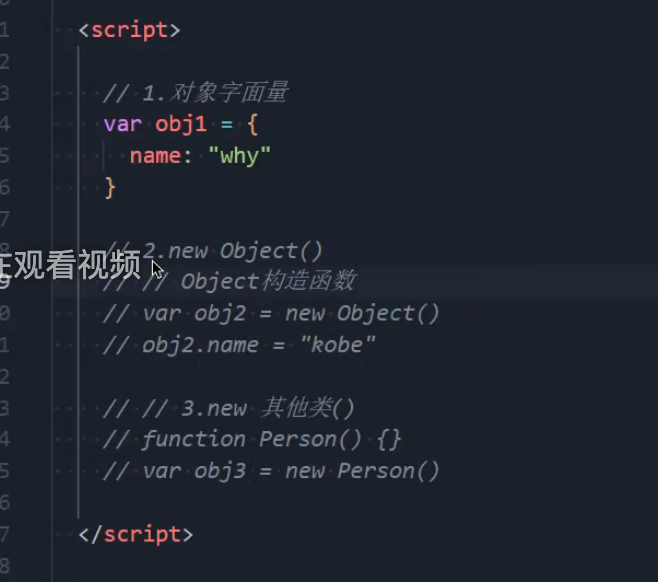 1 <script>
2
3 // 1.对象字面量
4 var obj1 = {
5 name: "why"
6 }
7
8 // 2.new Object()
在观看视频
9 // // Object构造函数
0 // var obj2 = new Object()
1 // obj2.name = "kobe"
2
3 // // 3.new 其他类()
4 // function Person() {}
5 // var obj3 = new Person()
6
7 </script>
8